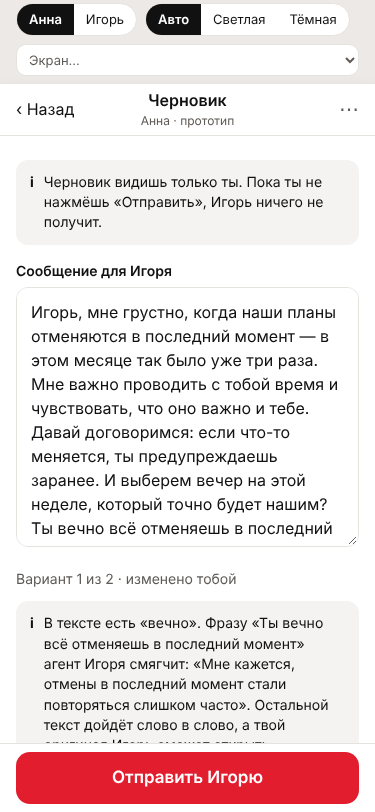 Анна Игорь Авто Светлая Тёмная
Экран...
‹ Назад Черновик ...
Анна · прототип
i Черновик видишь только ты. Пока ты не
нажмёшь «Отправить», Игорь ничего не
получит.
Сообщение для Игоря
Игорь, мне грустно, когда наши планы
отменяются в последний момент — в
этом месяце так было уже три раза.
Мне важно проводить с тобой время и
чувствовать, что оно важно и тебе.
Давай договоримся: если что-то
меняется, ты предупреждаешь
заранее. И выберем вечер на этой
неделе, который точно будет нашим?
Ты вечно всё отменяешь в последний
Вариант 1 из 2 · изменено тобой
i В тексте есть «вечно». Фразу «Ты вечно
всё отменяешь в последний момент»
агент Игоря смягчит: «Мне кажется,
отмены в последний момент стали
повторяться слишком часто». Остальной
текст дойдёт слово в слово, а твой
Отправить Игорю